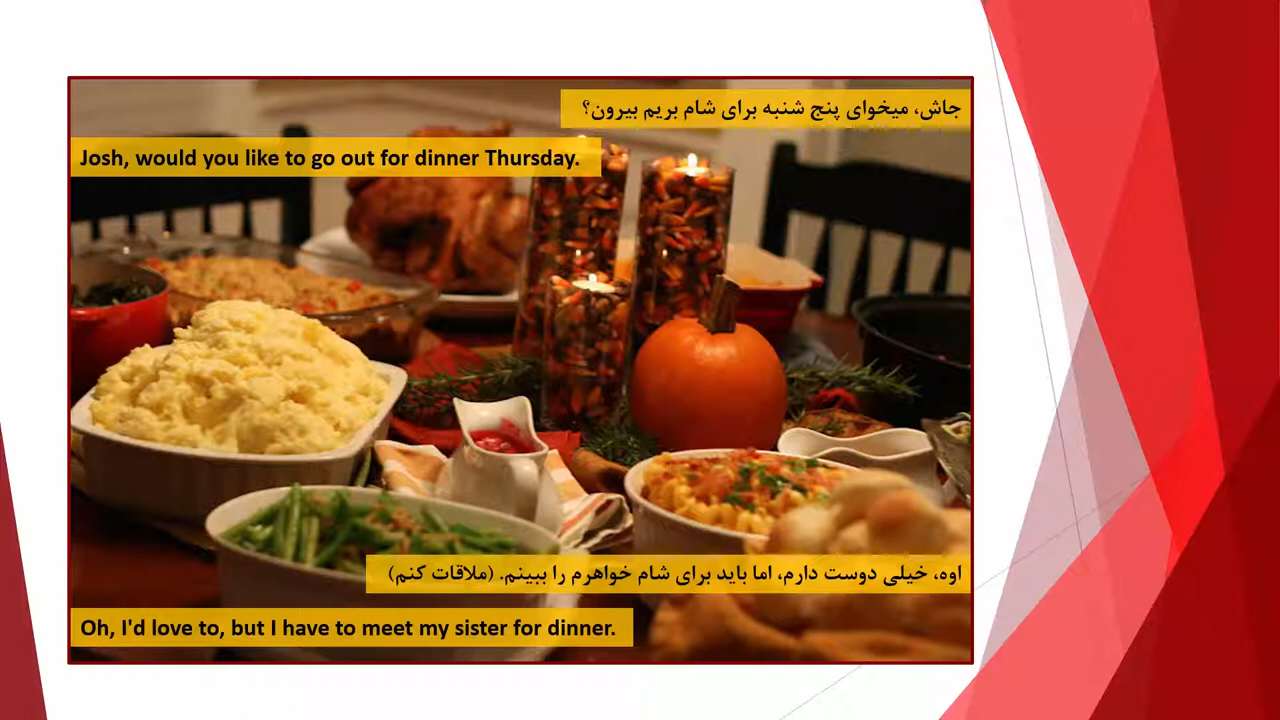 جاش، میخوای پنج شنبه برای شام بریم بیرون؟
Josh, would you like to go out for dinner Thursday.
اوه، خیلی دوست دارم، اما باید برای شام خواهرم را ببینم. (ملاقات کنم)
Oh, I'd love to, but I have to meet my sister for dinner.